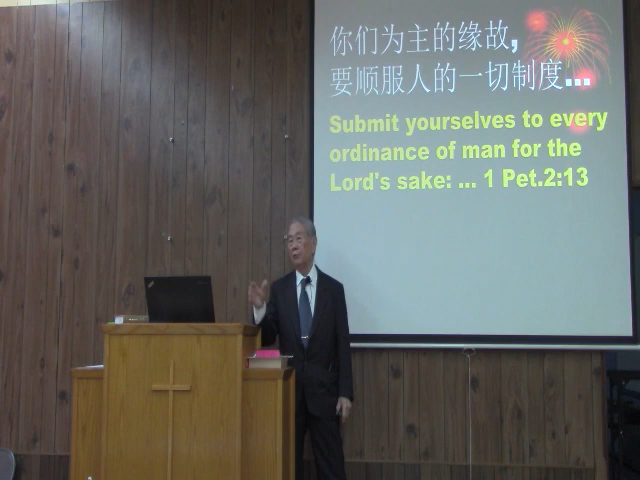 你们为主的缘故,
要顺服人的一切制度...
Submit yourselves to every
ordinance of man for the
Lord's sake: ... 1 Pet.2:13